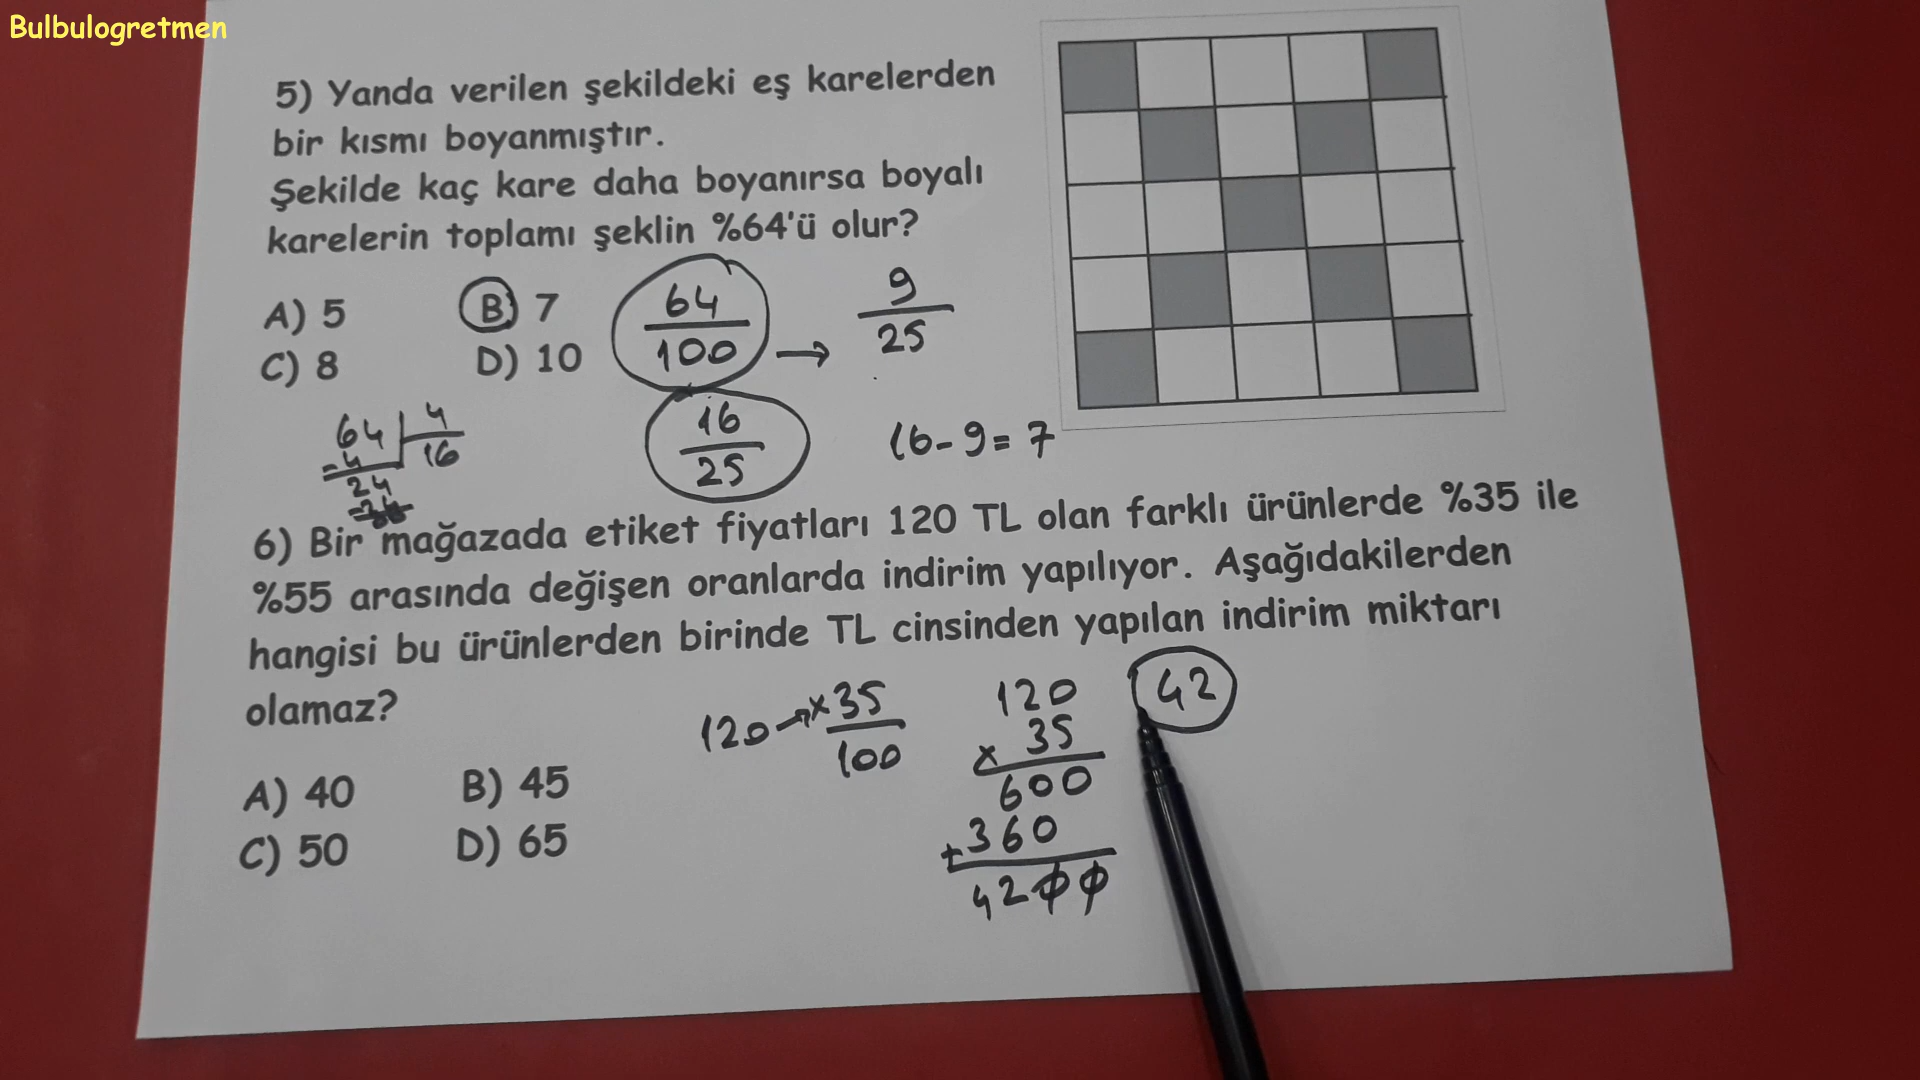 Bulbulogretmen
5) Yanda verilen şekildeki eş karelerden
bir kısmı boyanmıştır.
Şekilde kaç kare daha boyanırsa boyalı
karelerin toplamı şeklin %64'ü olur?
A) 5 B) 7
C) 8 D) 10
64
100
→
9
25
16
25
16-9=7
64 4
-4 16
24
6) Bir mağazada etiket fiyatları 120 TL olan farklı ürünlerde %35 ile
%55 arasında değişen oranlarda indirim yapılıyor. Aşağıdakilerden
hangisi bu ürünlerden birinde TL cinsinden yapılan indirim miktarı
olamaz?
A) 40 B) 45
C) 50 D) 65
120 → x 35
100
120
x 35
600
+360
4200
42